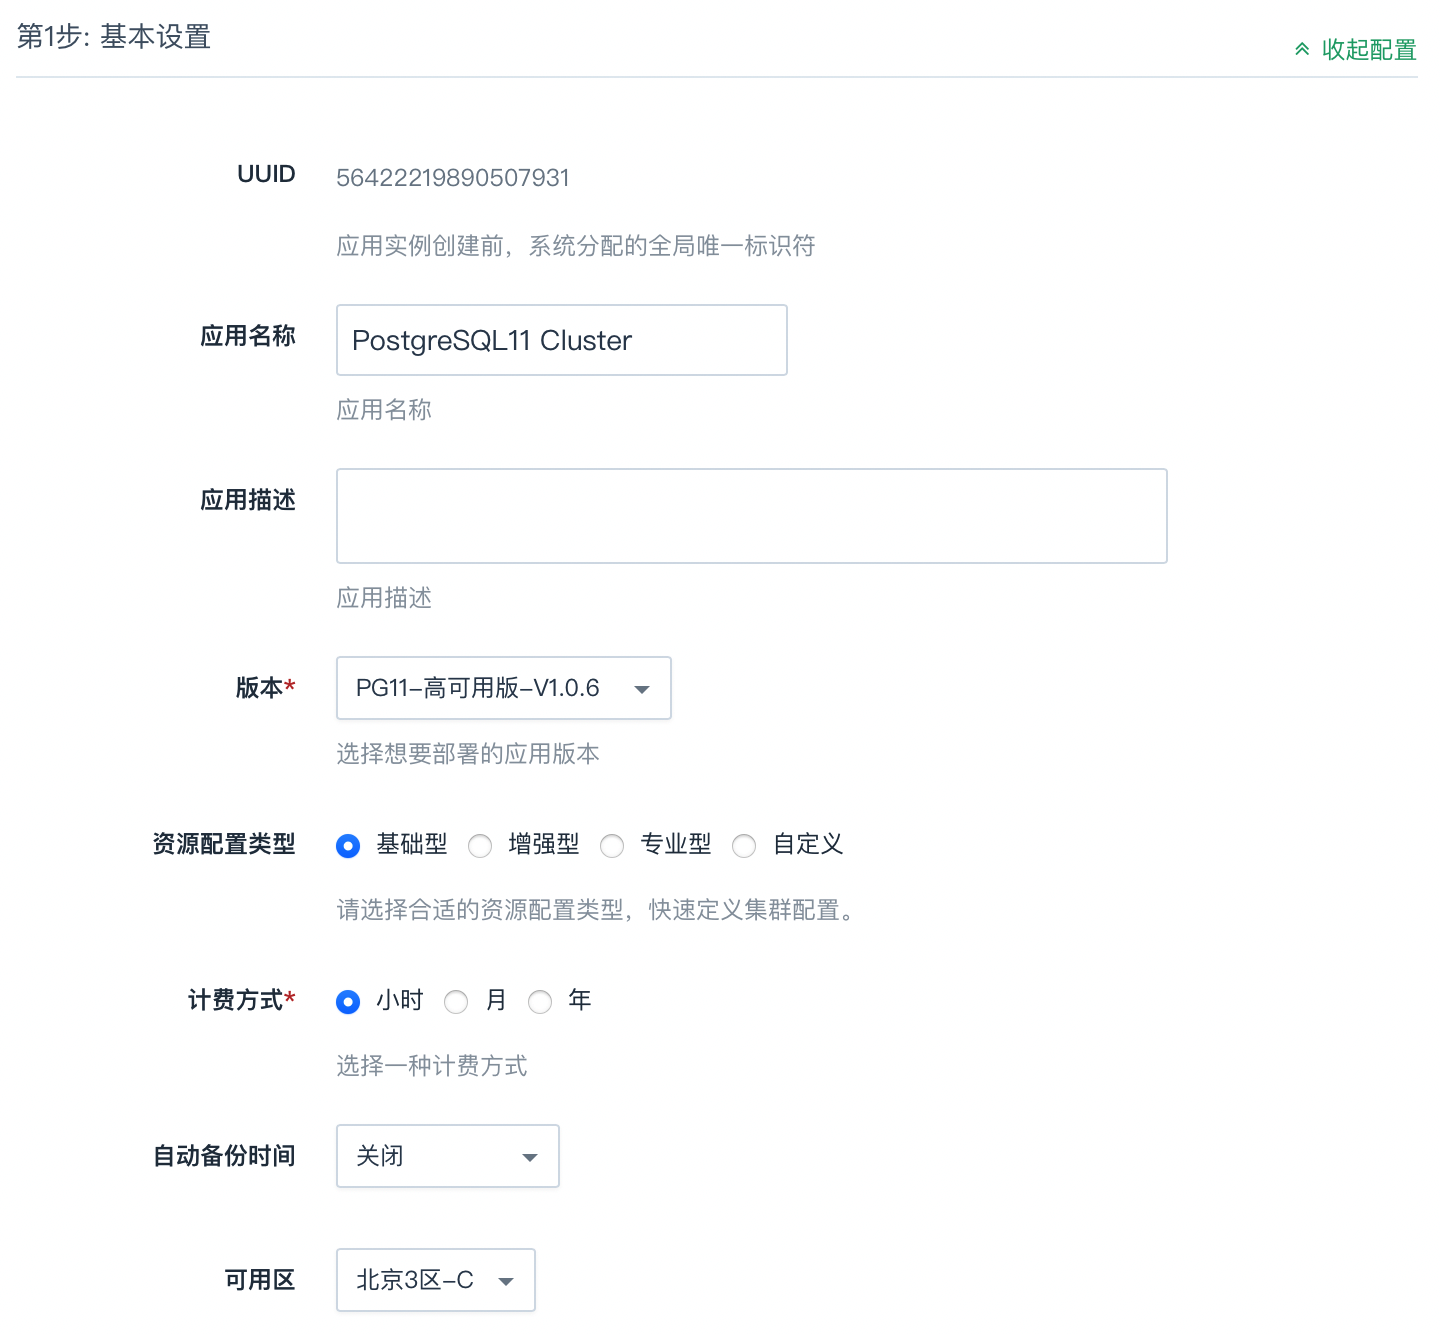 第1步: 基本设置
收起配置
UUID 56422219890507931
应用实例创建前，系统分配的全局唯一标识符
应用名称 PostgreSQL11 Cluster
应用名称
应用描述
应用描述
版本* PG11-高可用版-V1.0.6
选择想要部署的应用版本
资源配置类型 基础型 增强型 专业型 自定义
请选择合适的资源配置类型，快速定义集群配置。
计费方式* 小时 月 年
选择一种计费方式
自动备份时间 关闭
可用区 北京3区-C